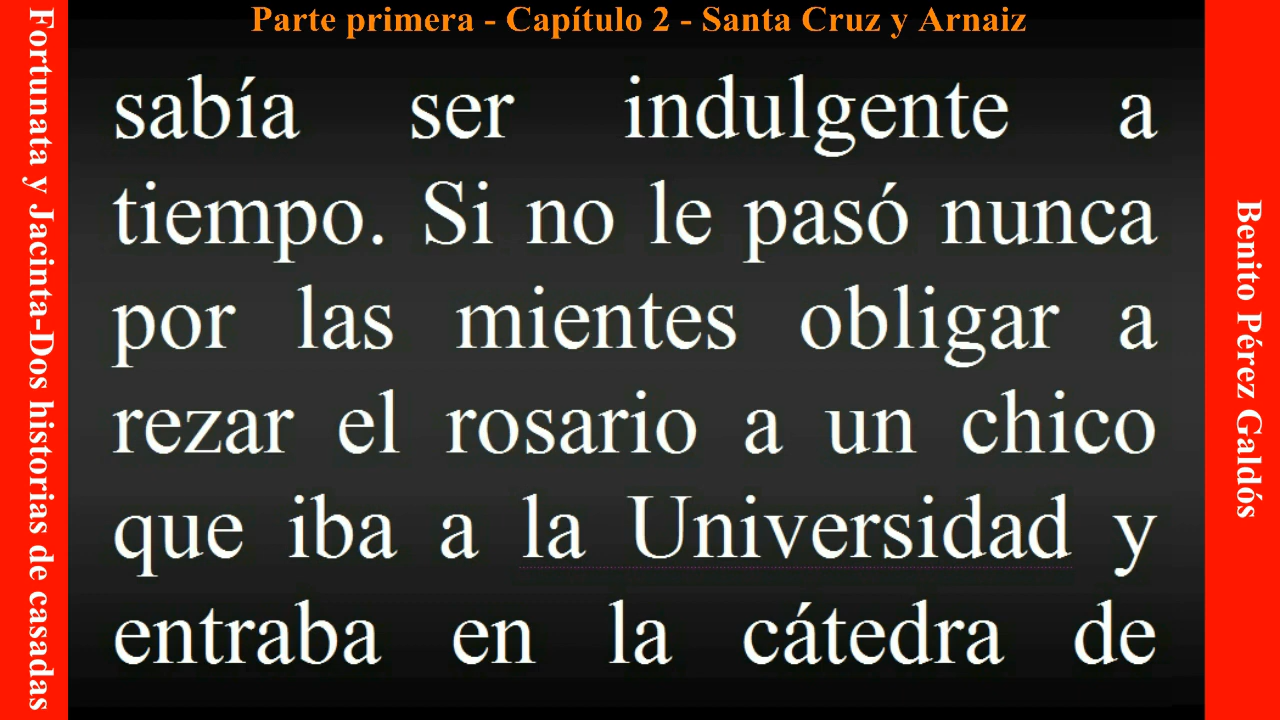 Parte primera - Capítulo 2 - Santa Cruz y Arnaiz
Fortunata y Jacinta-Dos historias de casadas
sabía ser indulgente a
tiempo. Si no le pasó nunca
por las mientes obligar a
rezar el rosario a un chico
que iba a la Universidad y
entraba en la cátedra de
Benito Pérez Galdós